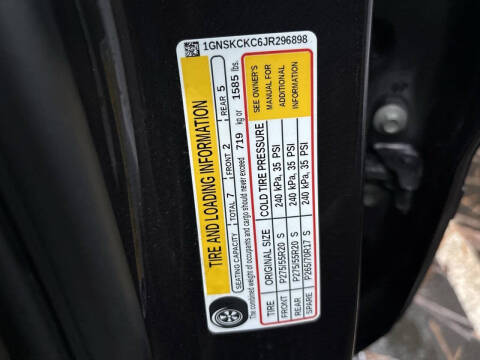 1GNSKCKC6JR296898
TIRE AND LOADING INFORMATION
SEATING CAPACITY TOTAL 7 FRONT 2 REAR 5
The combined weight of occupants and cargo should never exceed 719 kg or 1585 lbs.
TIRE ORIGINAL SIZE COLD TIRE PRESSURE
FRONT P275/55R20 S 240 kPa, 35 PSI
REAR P275/55R20 S 240 kPa, 35 PSI
SPARE P265/70R17 S 240 kPa, 35 PSI
SEE OWNER'S
MANUAL FOR
ADDITIONAL
INFORMATION